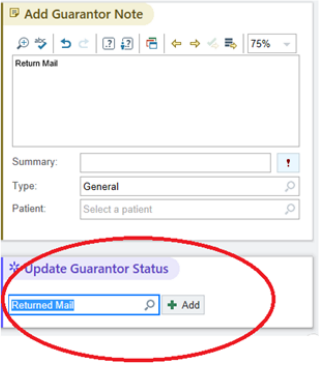 Add Guarantor Note
75%
Return Mail
Summary:
Type: General
Patient: Select a patient
Update Guarantor Status
Returned Mail Add